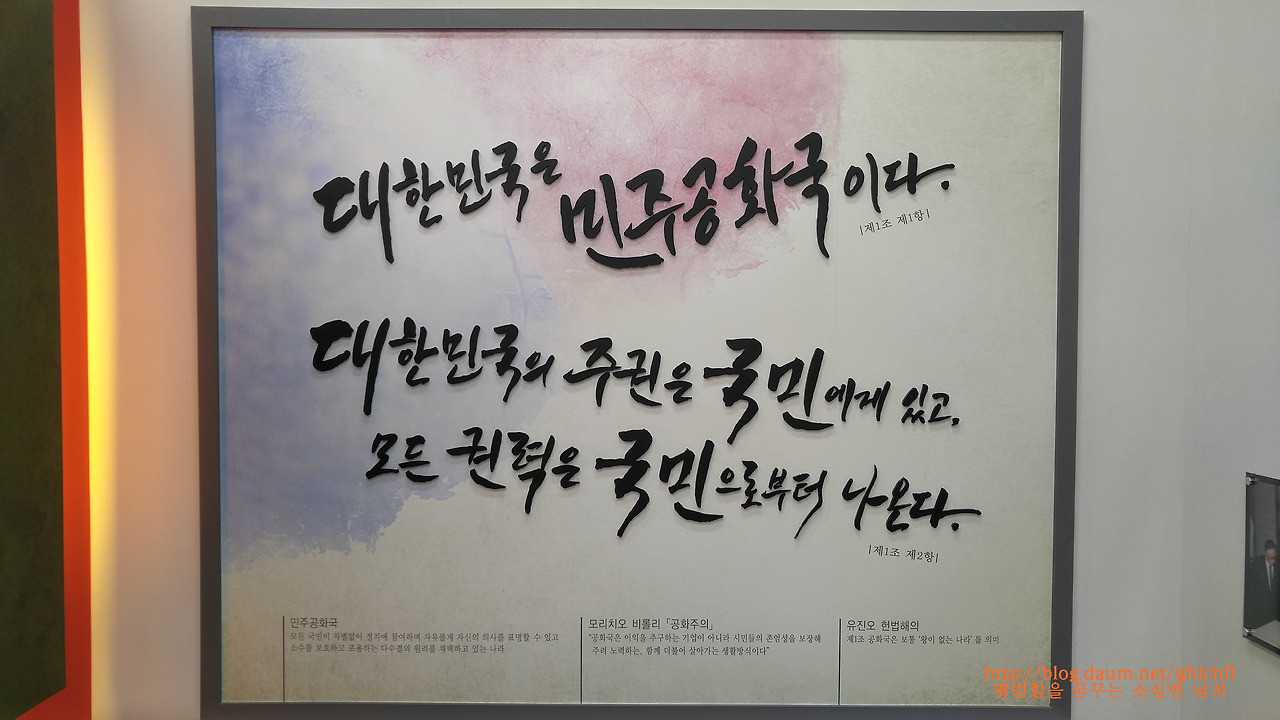 대한민국은 민주공화국이다.
|제1조 제1항|
대한민국의 주권은 국민에게 있고,
모든 권력은 국민으로부터 나온다.
|제1조 제2항|
민주공화국
모든 국민이 차별없이 정치에 참여하며 자유롭게 자신의 의사를 표명할 수 있고
소수를 보호하고 포용하는 다수결의 원리를 채택하고 있는 나라
모리치오 비롤리 「공화주의」
“공화국은 이익을 추구하는 기업이 아니라 시민들의 존엄성을 보장해
주려 노력하는, 함께 더불어 살아가는 생활방식이다”
유진오 헌법해의
제1조 공화국은 보통 ‘왕이 없는 나라’를 의미
http://blog.daum.net/ghlchfl
평범함을 꿈꾸는 소심한 남자